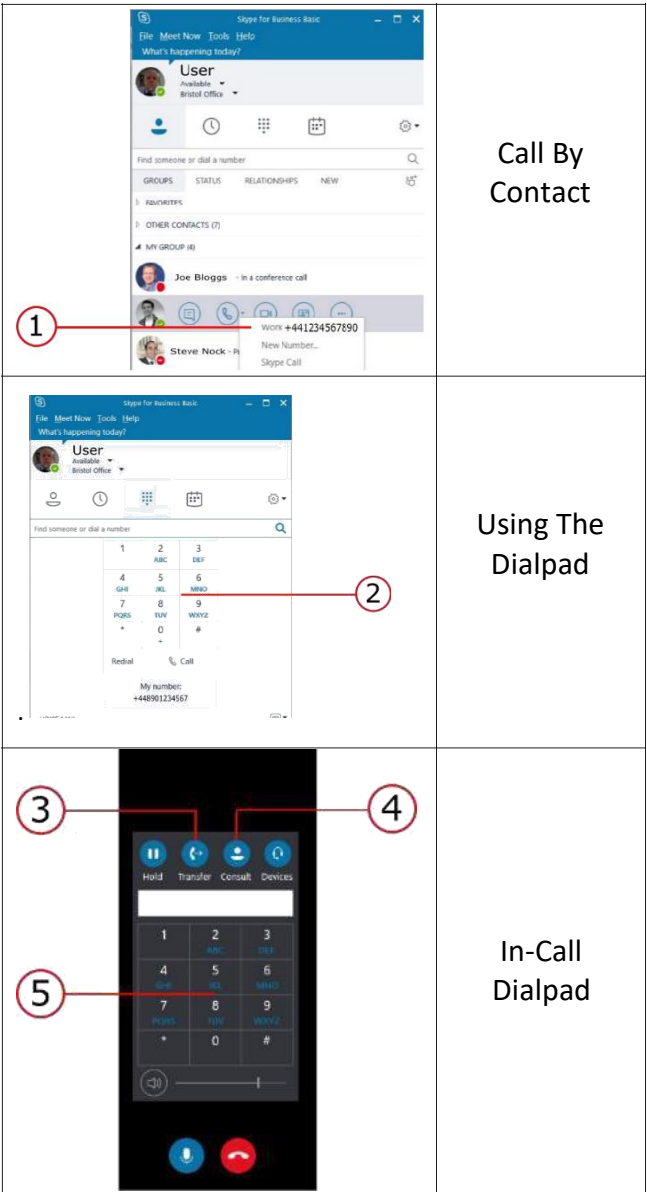 Skype for Business Basic
File Meet Now Tools Help
What's happening today?
User
Available
Bristol Office
Find someone or dial a number
GROUPS STATUS RELATIONSHIPS NEW
FAVORITES
OTHER CONTACTS (7)
MY GROUP (4)
Joe Bloggs - In a conference call
1
Work +441234567890
New Number...
Steve Nock -
Skype Call
Call By
Contact
Skype for Business Basic
File Meet Now Tools Help
What's happening today?
User
Available
Bristol Office
Find someone or dial a number
1 2 3
ABC DEF
4 5 6
GHI JKL MNO
7 8 9
PQRS TUV WXYZ
* 0 #
+
Redial Call
My number:
+448901234567
2
Using The
Dialpad
3 4
Hold Transfer Consult Devices
1 2 3
ABC DEF
4 5 6
GHI JKL MNO
7 8 9
PQRS TUV WXYZ
* 0 #
5
In-Call
Dialpad